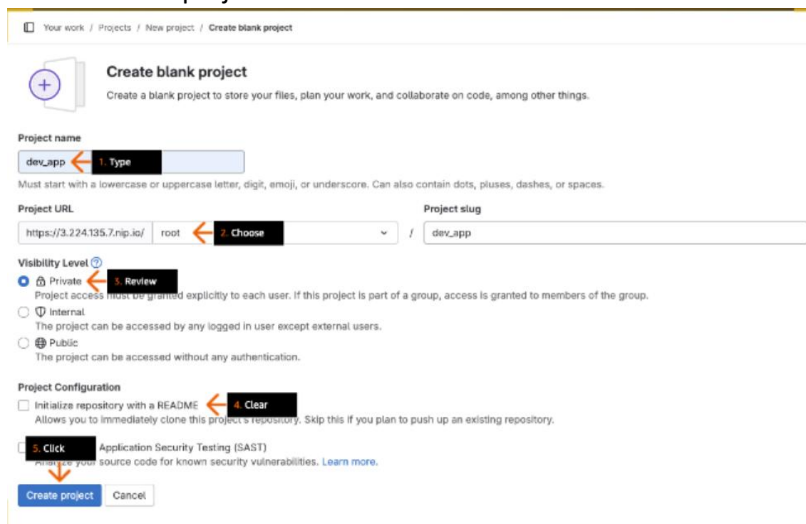 Your work / Projects / New project / Create blank project
Create blank project
Create a blank project to store your files, plan your work, and collaborate on code, among other things.
Project name
dev_app 1. Type
Must start with a lowercase or uppercase letter, digit, emoji, or underscore. Can also contain dots, pluses, dashes, or spaces.
Project URL Project slug
https://3.224.135.7.nip.io/ root 2. Choose / dev_app
Visibility Level
Private 3. Review
Project access must be granted explicitly to each user. If this project is part of a group, access is granted to members of the group.
Internal
The project can be accessed by any logged in user except external users.
Public
The project can be accessed without any authentication.
Project Configuration
Initialize repository with a README 4. Clear
Allows you to immediately clone this project's repository. Skip this if you plan to push up an existing repository.
5. Click Application Security Testing (SAST)
Analyze your source code for known security vulnerabilities. Learn more.
Create project Cancel